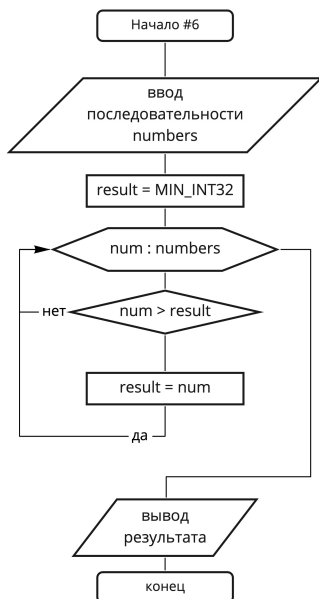 Начало #6
ввод
последовательности
numbers
result = MIN_INT32
num : numbers
нет
num > result
result = num
да
вывод
результата
конец